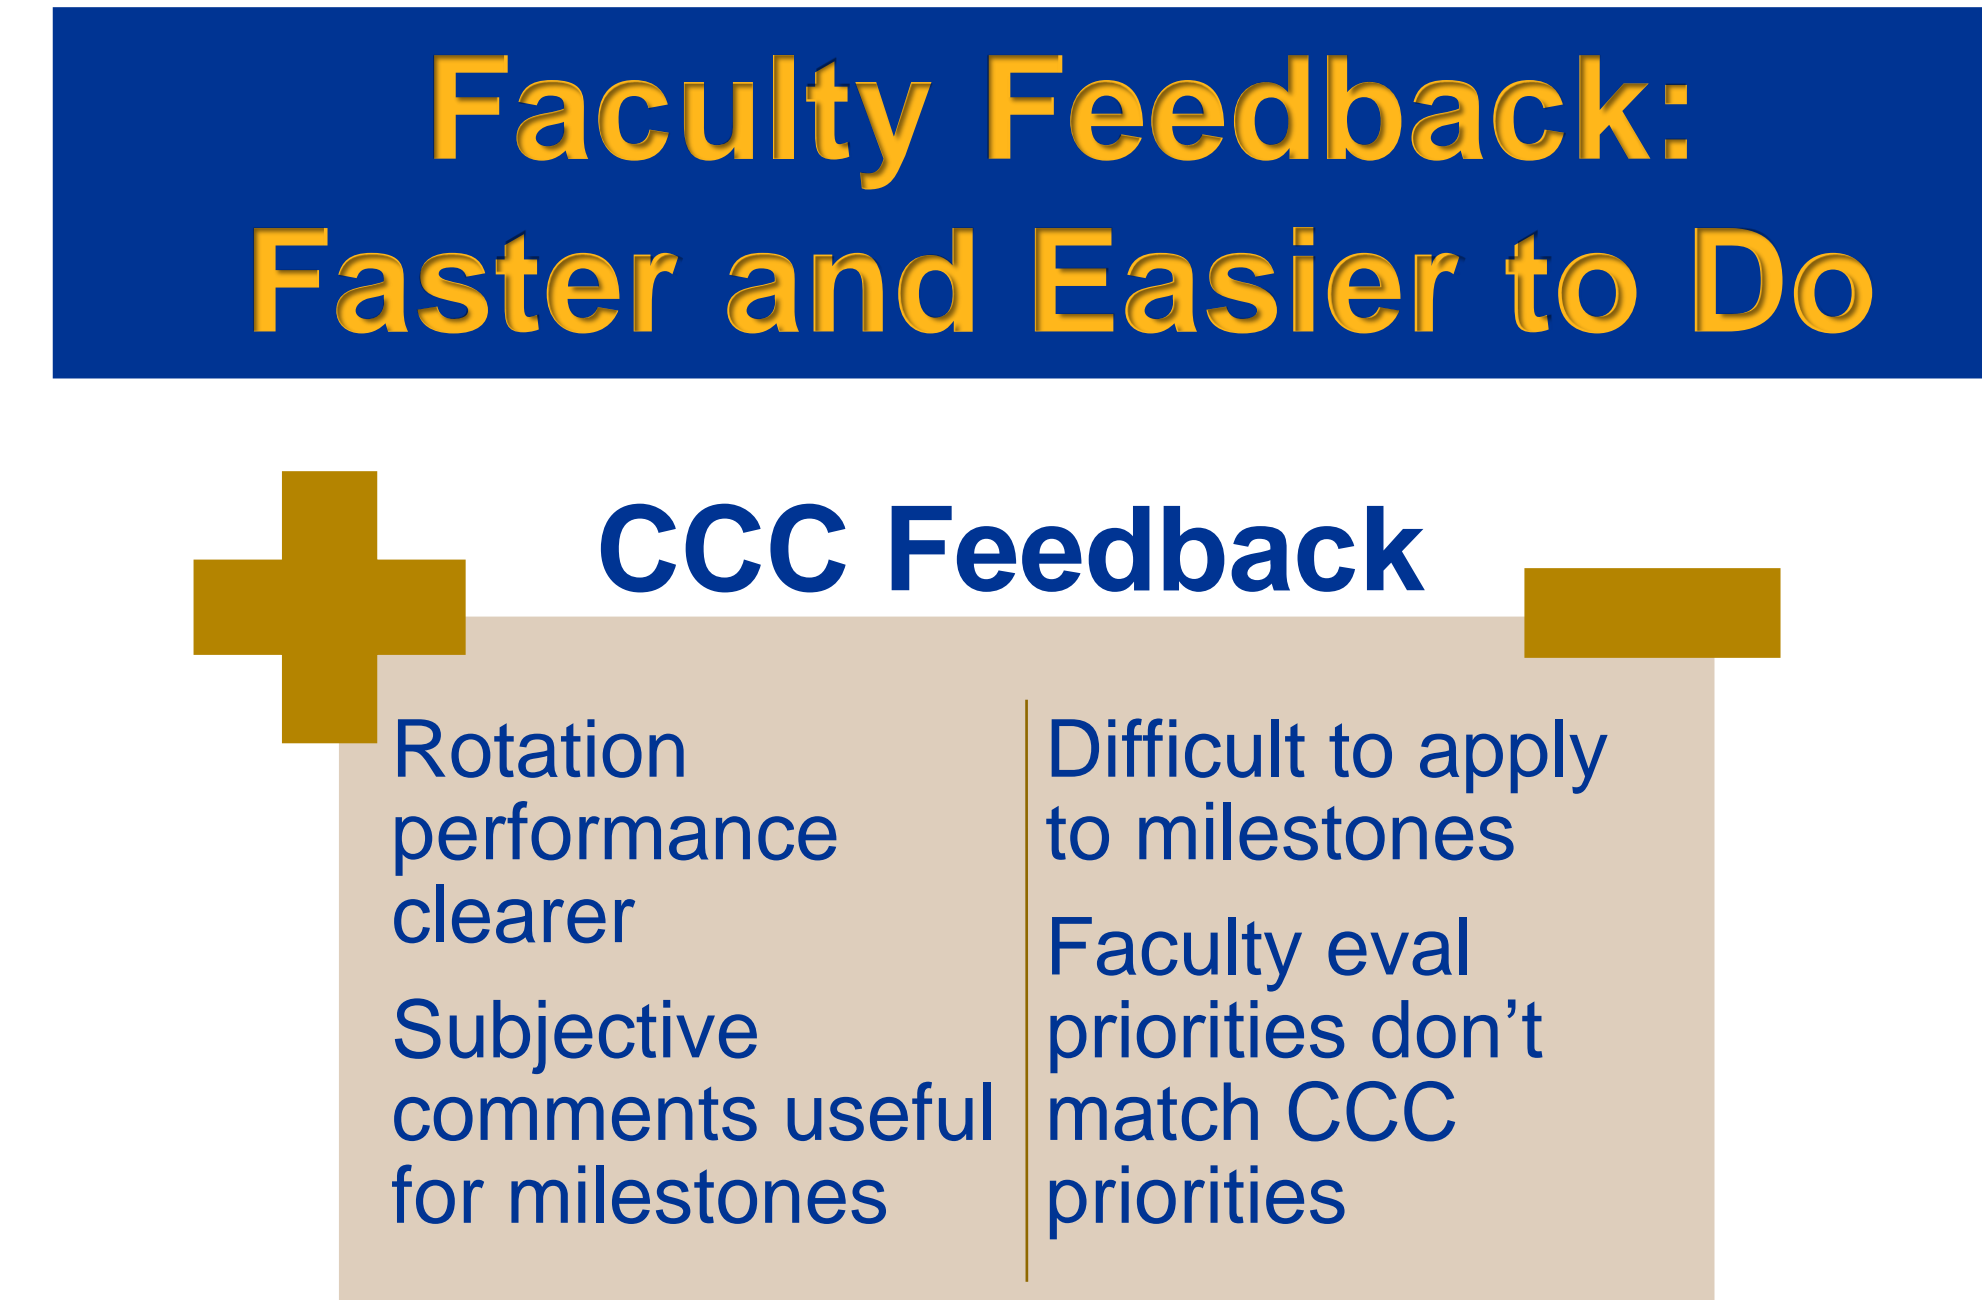 Faculty Feedback:
Faster and Easier to Do
CCC Feedback
Rotation
performance
clearer
Subjective
comments useful
for milestones
Difficult to apply
to milestones
Faculty eval
priorities don’t
match CCC
priorities